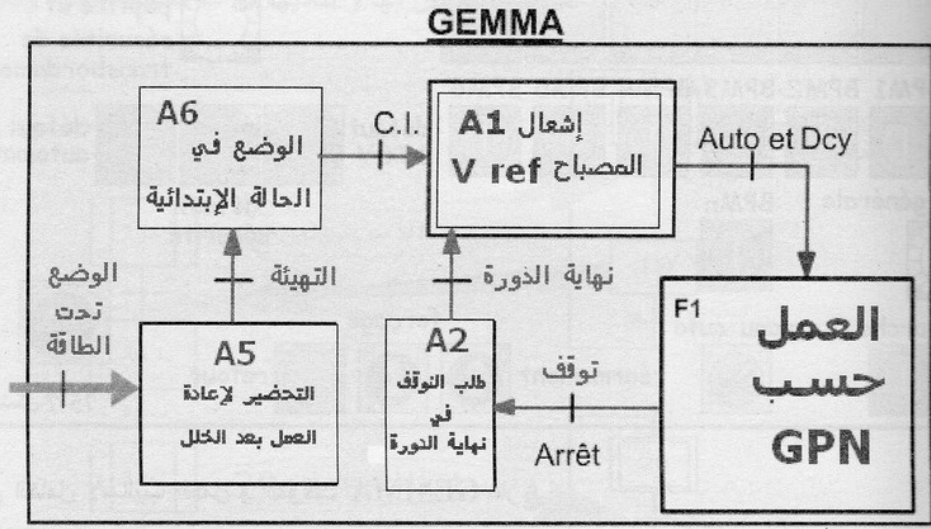 GEMMA
A6
الوضع في
الحالة الإبتدائية
C.I.
A1 إشعال
المصباح V ref
Auto et Dcy
الوضع
تحت
الطاقة
التهيئة
نهاية الذورة
A5
التحضير لإعادة
العمل بعد الخلل
A2
طلب التوقف
في
نهاية الدورة
توقف
Arrêt
F1
العمل
حسب
GPN